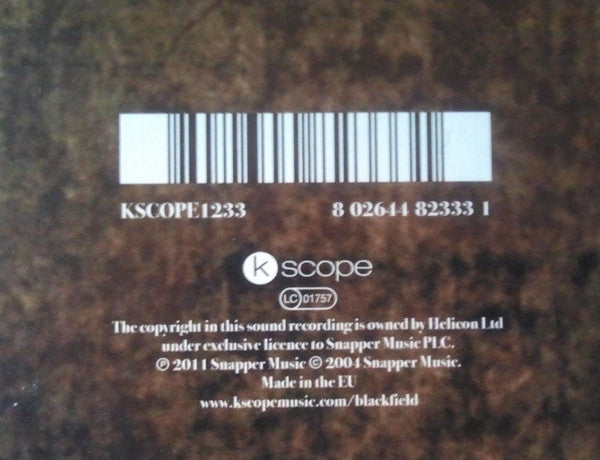 KSCOPE1233 8 02644 82333 1
k scope
LC 01757
The copyright in this sound recording is owned by Helicon Ltd
under exclusive licence to Snapper Music PLC.
℗ 2011 Snapper Music © 2004 Snapper Music.
Made in the EU
www.kscopemusic.com/blackfield